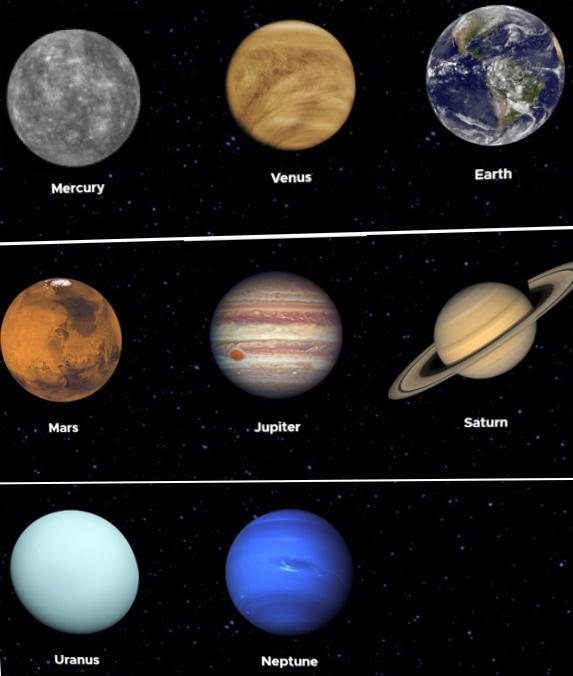 Mercury
Venus
Earth
Mars
Jupiter
Saturn
Uranus
Neptune